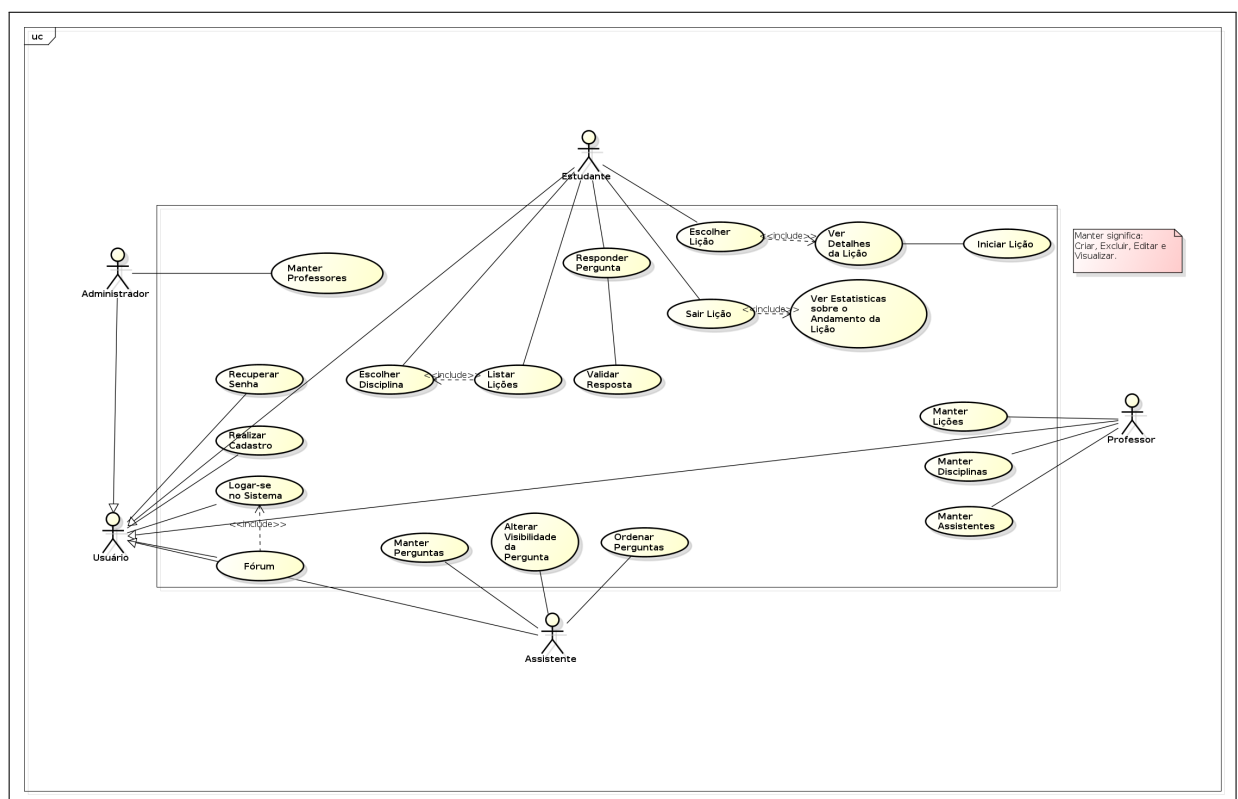 uc
Estudante
Escolher
Lição
<<include>>
Ver
Detalhes
da Lição
Iniciar Lição
Manter significa:
Criar, Excluir, Editar e
Visualizar.
Administrador
Manter
Professores
Responder
Pergunta
Sair Lição
<<include>>
Ver Estatisticas
sobre o
Andamento da
Lição
Recuperar
Senha
Escolher
Disciplina
<<include>>
Listar
Lições
Validar
Resposta
Manter
Lições
Professor
Realizar
Cadastro
Manter
Disciplinas
Logar-se
no Sistema
<<include>>
Manter
Assistentes
Usuário
Fórum
Manter
Perguntas
Alterar
Visibilidade
da
Pergunta
Ordenar
Perguntas
Assistente